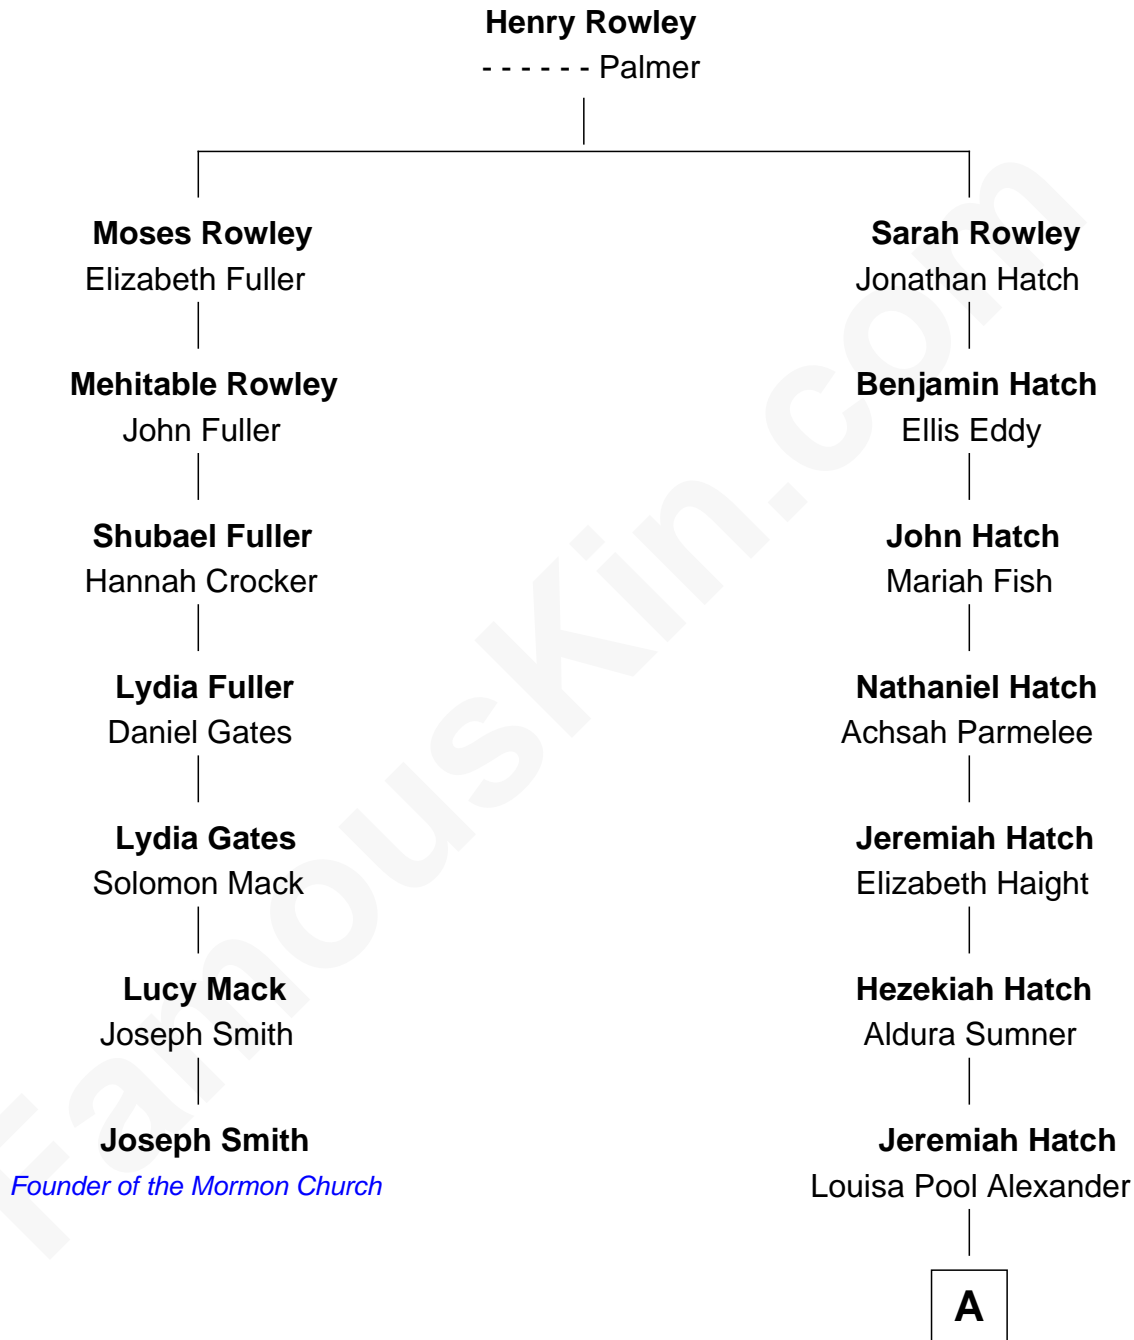 Henry Rowley
- - - - - - Palmer
Moses Rowley
Elizabeth Fuller
Mehitable Rowley
John Fuller
Shubael Fuller
Hannah Crocker
Lydia Fuller
Daniel Gates
Lydia Gates
Solomon Mack
Lucy Mack
Joseph Smith
Joseph Smith
Founder of the Mormon Church
Sarah Rowley
Jonathan Hatch
Benjamin Hatch
Ellis Eddy
John Hatch
Mariah Fish
Nathaniel Hatch
Achsah Parmelee
Jeremiah Hatch
Elizabeth Haight
Hezekiah Hatch
Aldura Sumner
Jeremiah Hatch
Louisa Pool Alexander
A
FamousKin.com